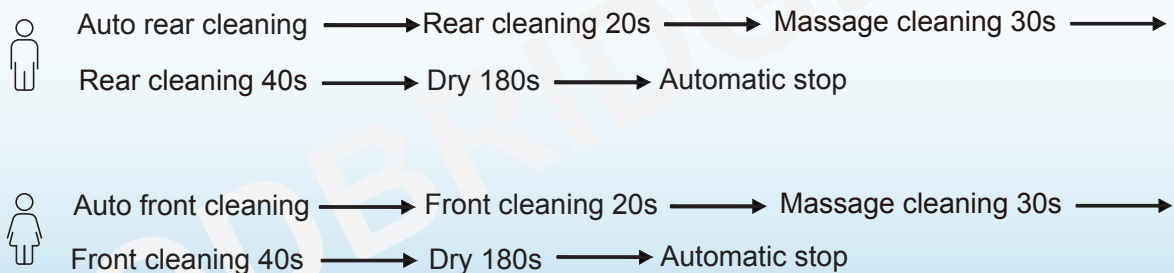 Auto rear cleaning → Rear cleaning 20s → Massage cleaning 30s →
Rear cleaning 40s → Dry 180s → Automatic stop
Auto front cleaning → Front cleaning 20s → Massage cleaning 30s →
Front cleaning 40s → Dry 180s → Automatic stop